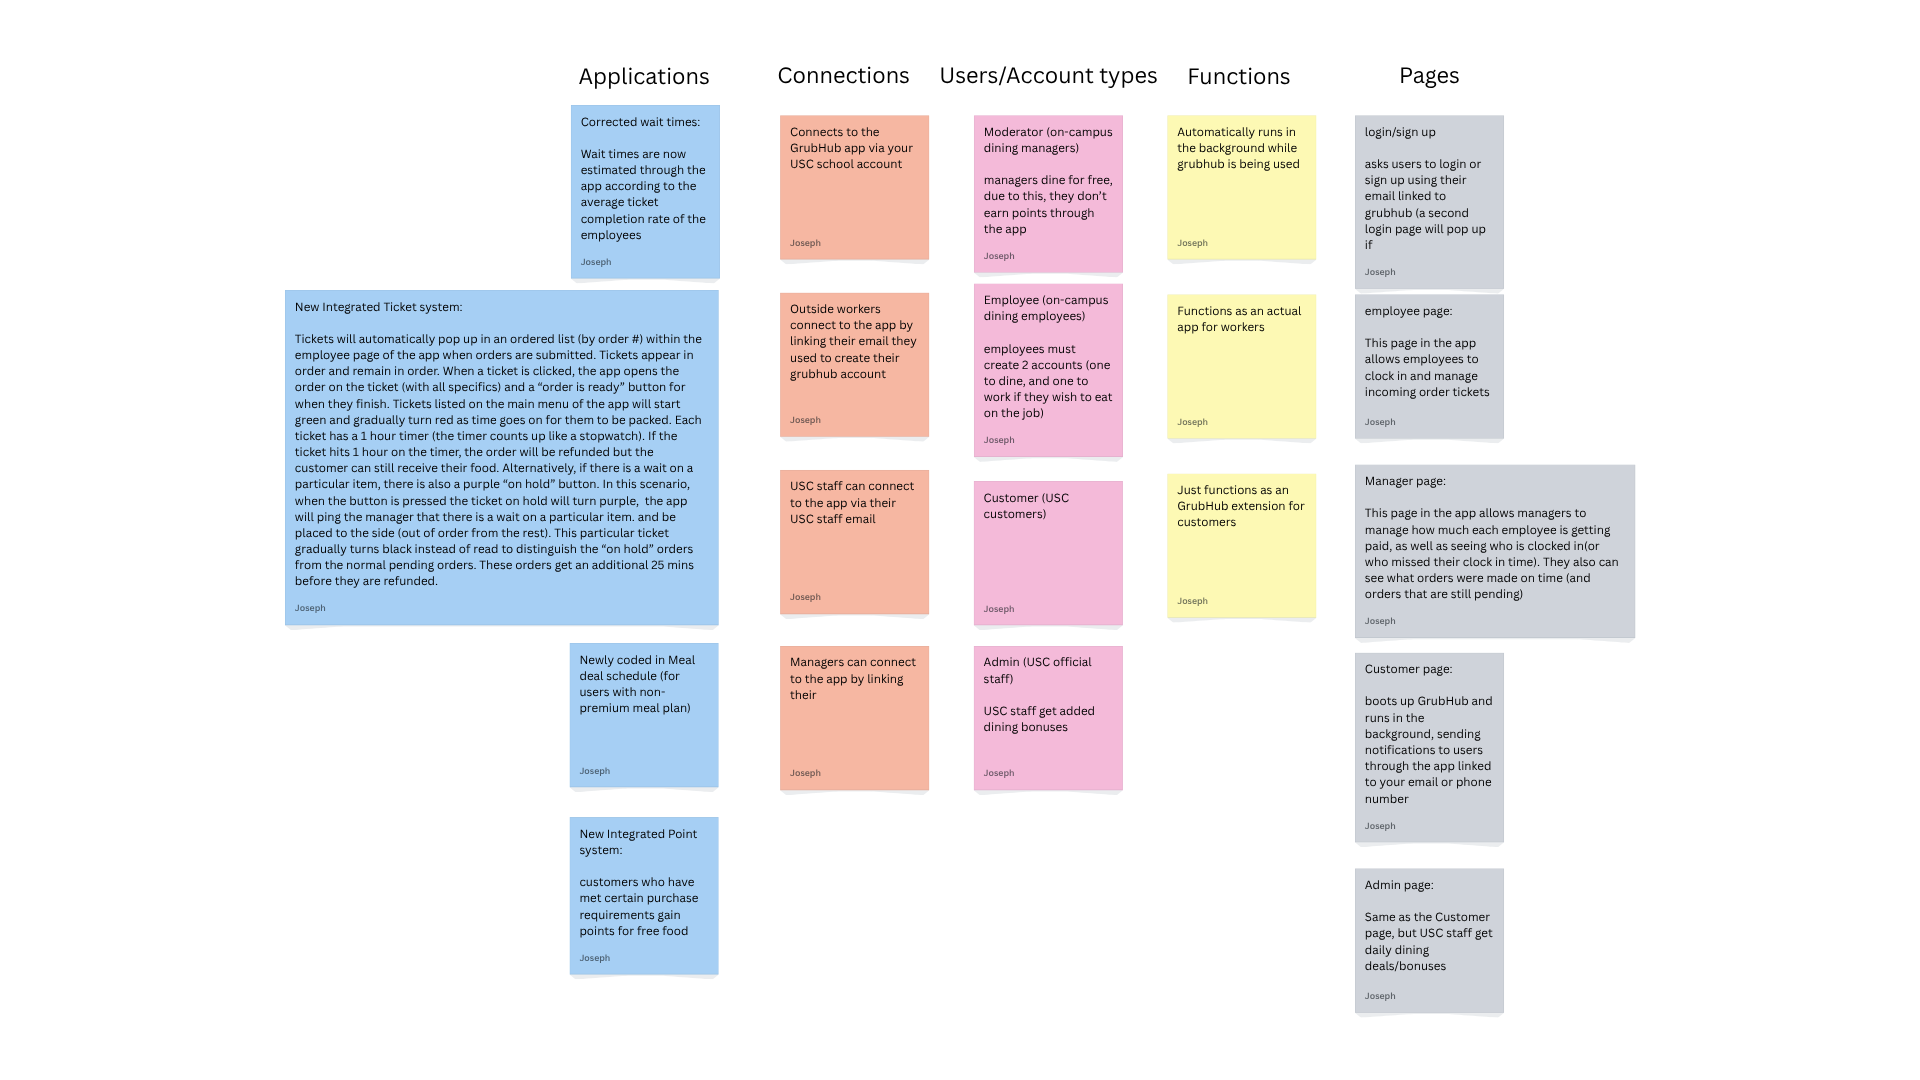 Applications
Corrected wait times:
Wait times are now
estimated through the
app according to the
average ticket
completion rate of the
employees
Joseph
New Integrated Ticket system:
Tickets will automatically pop up in an ordered list (by order #) within the
employee page of the app when orders are submitted. Tickets appear in
order and remain in order. When a ticket is clicked, the app opens the
order on the ticket (with all specifics) and a “order is ready” button for
when they finish. Tickets listed on the main menu of the app will start
green and gradually turn red as time goes on for them to be packed. Each
ticket has a 1 hour timer (the timer counts up like a stopwatch). If the
ticket hits 1 hour on the timer, the order will be refunded but the
customer can still receive their food. Alternatively, if there is a wait on a
particular item, there is also a purple “on hold” button. In this scenario,
when the button is pressed the ticket on hold will turn purple,  the app
will ping the manager that there is a wait on a particular item. and be
placed to the side (out of order from the rest). This particular ticket
gradually turns black instead of read to distinguish the “on hold” orders
from the normal pending orders. These orders get an additional 25 mins
before they are refunded.
Joseph
Newly coded in Meal
deal schedule (for
users with non-
premium meal plan)
Joseph
New Integrated Point
system:
customers who have
met certain purchase
requirements gain
points for free food
Joseph
Connections
Connects to the
GrubHub app via your
USC school account
Joseph
Outside workers
connect to the app by
linking their email they
used to create their
grubhub account
Joseph
USC staff can connect
to the app via their
USC staff email
Joseph
Managers can connect
to the app by linking
their
Joseph
Users/Account types
Moderator (on-campus
dining managers)
managers dine for free,
due to this, they don’t
earn points through
the app
Joseph
Employee (on-campus
dining employees)
employees must
create 2 accounts (one
to dine, and one to
work if they wish to eat
on the job)
Joseph
Customer (USC
customers)
Joseph
Admin (USC official
staff)
USC staff get added
dining bonuses
Joseph
Functions
Automatically runs in
the background while
grubhub is being used
Joseph
Functions as an actual
app for workers
Joseph
Just functions as an
GrubHub extension for
customers
Joseph
Pages
login/sign up
asks users to login or
sign up using their
email linked to
grubhub (a second
login page will pop up
if
Joseph
employee page:
This page in the app
allows employees to
clock in and manage
incoming order tickets
Joseph
Manager page:
This page in the app allows managers to
manage how much each employee is getting
paid, as well as seeing who is clocked in(or
who missed their clock in time). They also can
see what orders were made on time (and
orders that are still pending)
Joseph
Customer page:
boots up GrubHub and
runs in the
background, sending
notifications to users
through the app linked
to your email or phone
number
Joseph
Admin page:
Same as the Customer
page, but USC staff get
daily dining
deals/bonuses
Joseph